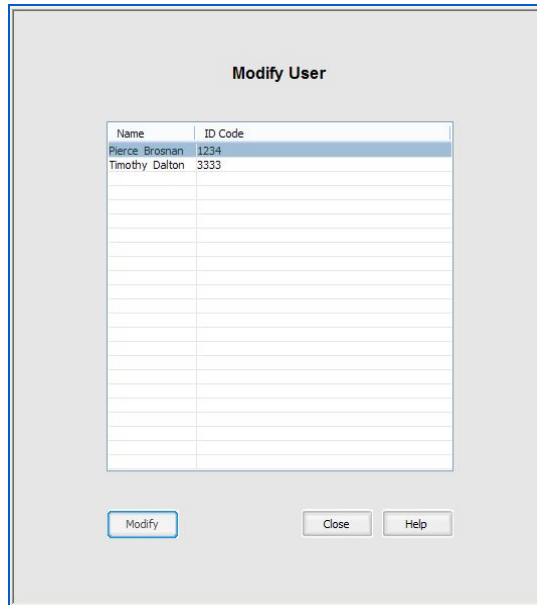 Modify User
Name ID Code
Pierce Brosnan 1234
Timothy Dalton 3333
Modify Close Help